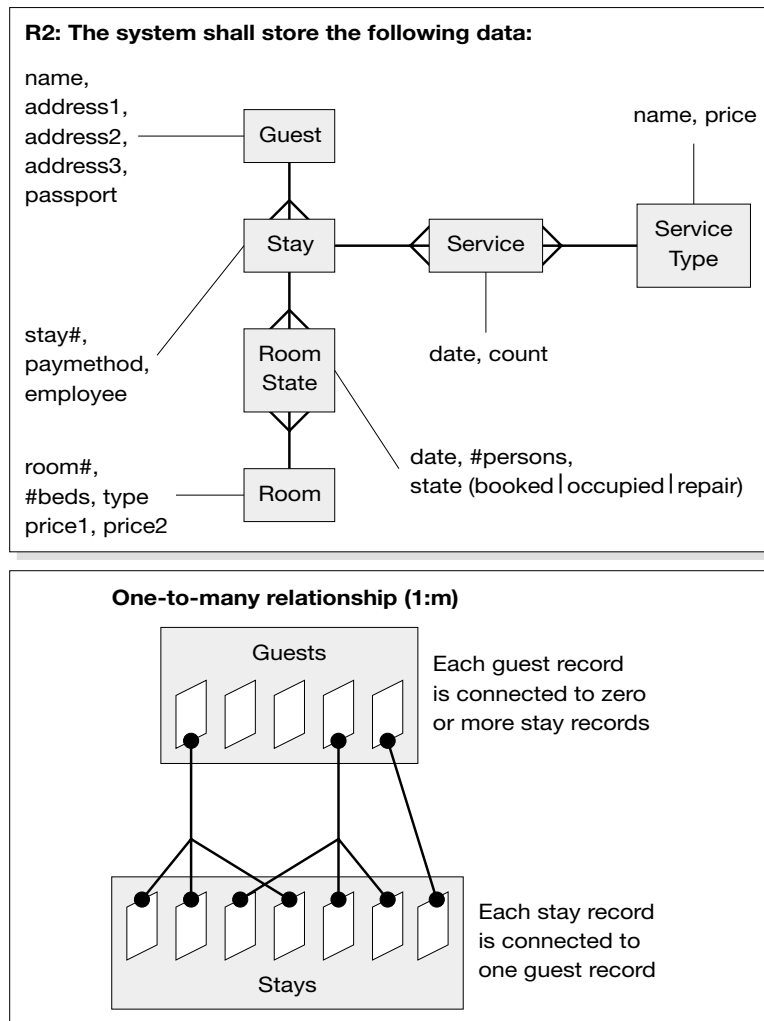 R2: The system shall store the following data:
name,
address1,
address2,
address3,
passport
Guest
name, price
Stay
Service
Service
Type
stay#,
paymethod,
employee
Room
State
date, count
room#,
#beds, type
price1, price2
Room
date, #persons,
state (booked|occupied|repair)
One-to-many relationship (1:m)
Guests
Each guest record
is connected to zero
or more stay records
Each stay record
is connected to
one guest record
Stays